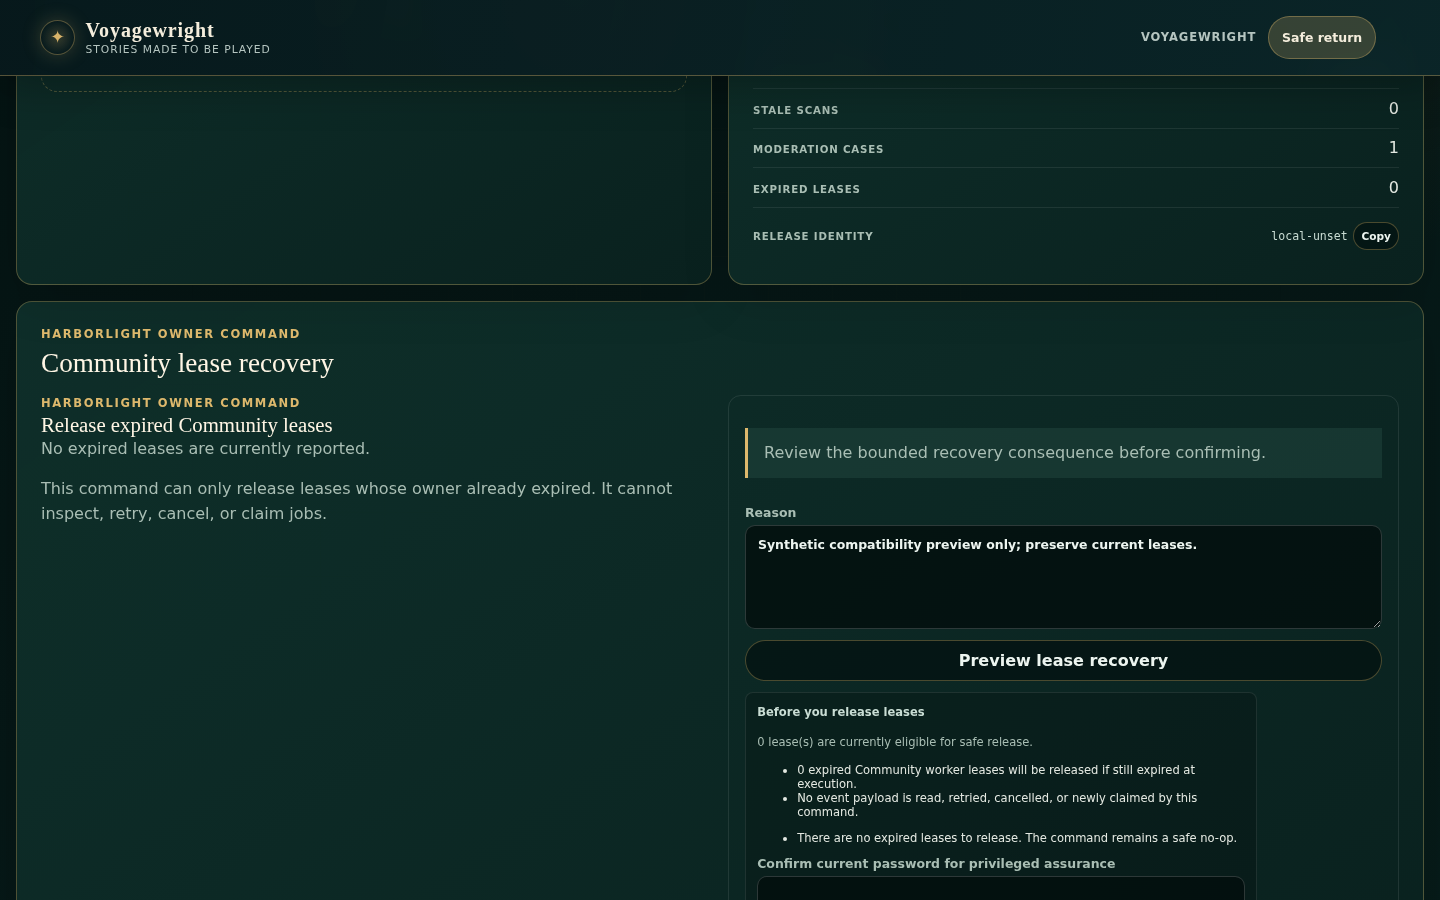 Voyagewright
STORIES MADE TO BE PLAYED
VOYAGEWRIGHT
Safe return
STALE SCANS
0
MODERATION CASES
1
EXPIRED LEASES
0
RELEASE IDENTITY
local-unset
Copy
HARBORLIGHT OWNER COMMAND
Community lease recovery
HARBORLIGHT OWNER COMMAND
Release expired Community leases
No expired leases are currently reported.
This command can only release leases whose owner already expired. It cannot
inspect, retry, cancel, or claim jobs.
Review the bounded recovery consequence before confirming.
Reason
Synthetic compatibility preview only; preserve current leases.
Preview lease recovery
Before you release leases
0 lease(s) are currently eligible for safe release.
• 0 expired Community worker leases will be released if still expired at
execution.
• No event payload is read, retried, cancelled, or newly claimed by this
command.
• There are no expired leases to release. The command remains a safe no-op.
Confirm current password for privileged assurance